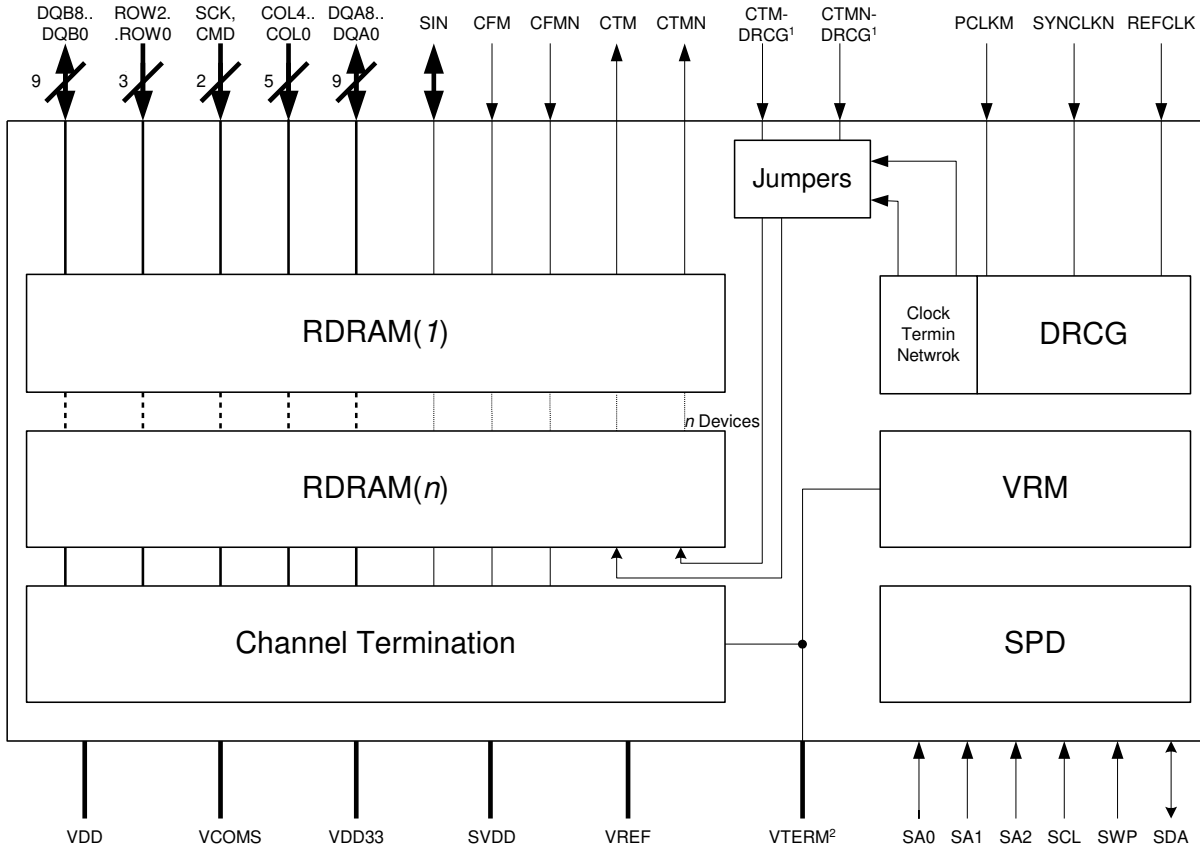 DQB8..
DQB0
ROW2.
.ROW0
SCK,
CMD
COL4..
COL0
DQA8..
DQA0
SIN
CFM
CFMN
CTM
CTMN
CTM-
DRCG¹
CTMN-
DRCG¹
PCLKM
SYNCLKN
REFCLK
9
3
2
5
9
Jumpers
RDRAM(1)
Clock
Termin
Netwrok
DRCG
n Devices
RDRAM(n)
VRM
Channel Termination
SPD
VDD
VCOMS
VDD33
SVDD
VREF
VTERM²
SA0
SA1
SA2
SCL
SWP
SDA